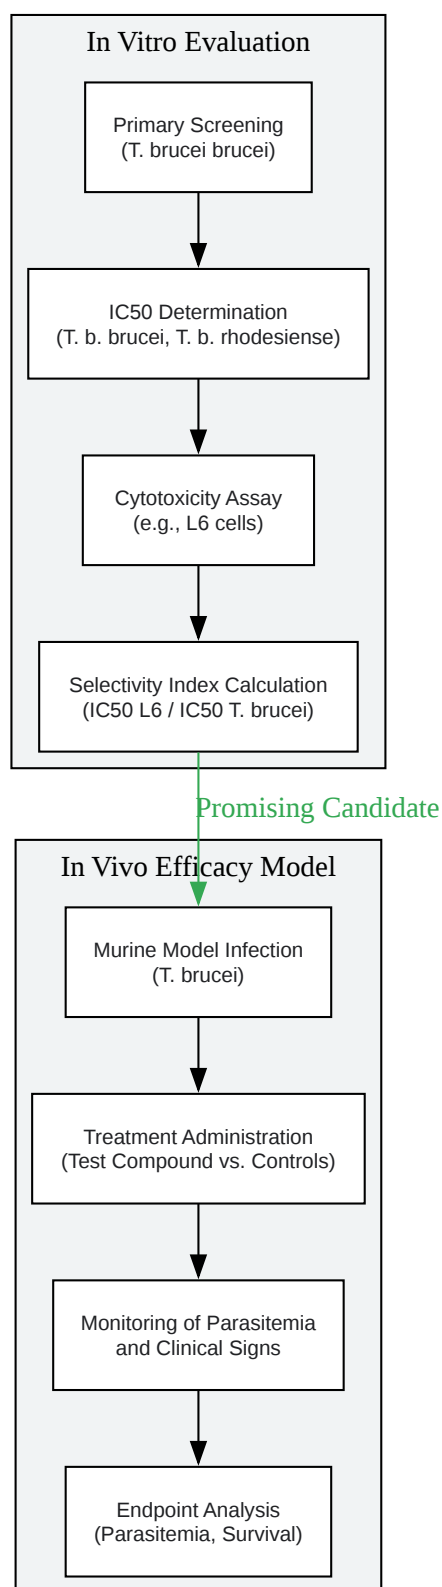 In Vitro Evaluation
Primary Screening
(T. brucei brucei)
IC50 Determination
(T. b. brucei, T. b. rhodesiense)
Cytotoxicity Assay
(e.g., L6 cells)
Selectivity Index Calculation
(IC50 L6 / IC50 T. brucei)
Promising Candidate
In Vivo Efficacy Model
Murine Model Infection
(T. brucei)
Treatment Administration
(Test Compound vs. Controls)
Monitoring of Parasitemia
and Clinical Signs
Endpoint Analysis
(Parasitemia, Survival)